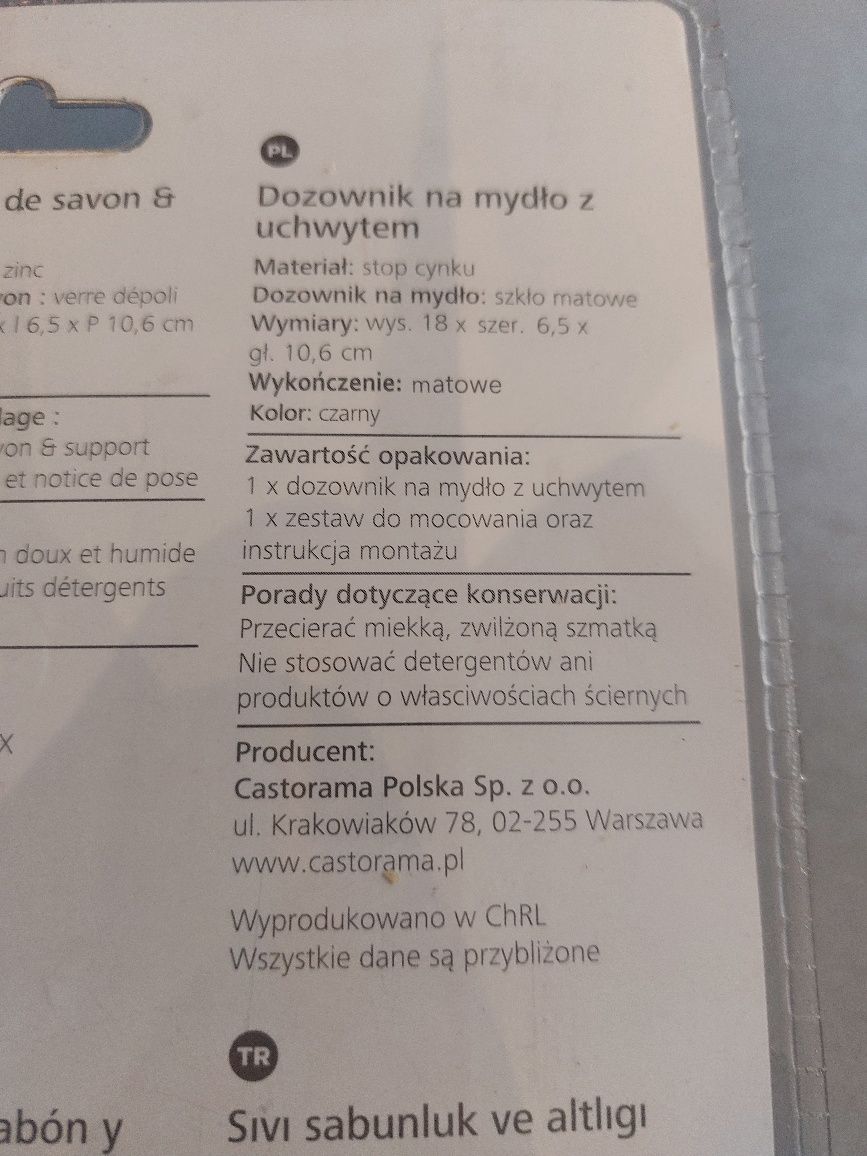 de savon &
zinc
von : verre dépoli
x l 6,5 x P 10,6 cm
lage :
von & support
et notice de pose
n doux et humide
uits détergents
X
abón y
PL
Dozownik na mydło z
uchwytem
Materiał: stop cynku
Dozownik na mydło: szkło matowe
Wymiary: wys. 18 x szer. 6,5 x
gł. 10,6 cm
Wykończenie: matowe
Kolor: czarny
Zawartość opakowania:
1 x dozownik na mydło z uchwytem
1 x zestaw do mocowania oraz
instrukcja montażu
Porady dotyczące konserwacji:
Przecierać miekką, zwilżoną szmatką
Nie stosować detergentów ani
produktów o własciwościach ściernych
Producent:
Castorama Polska Sp. z o.o.
ul. Krakowiaków 78, 02-255 Warszawa
www.castorama.pl
Wyprodukowano w ChRL
Wszystkie dane są przybliżone
TR
Sıvı sabunluk ve altlıgı